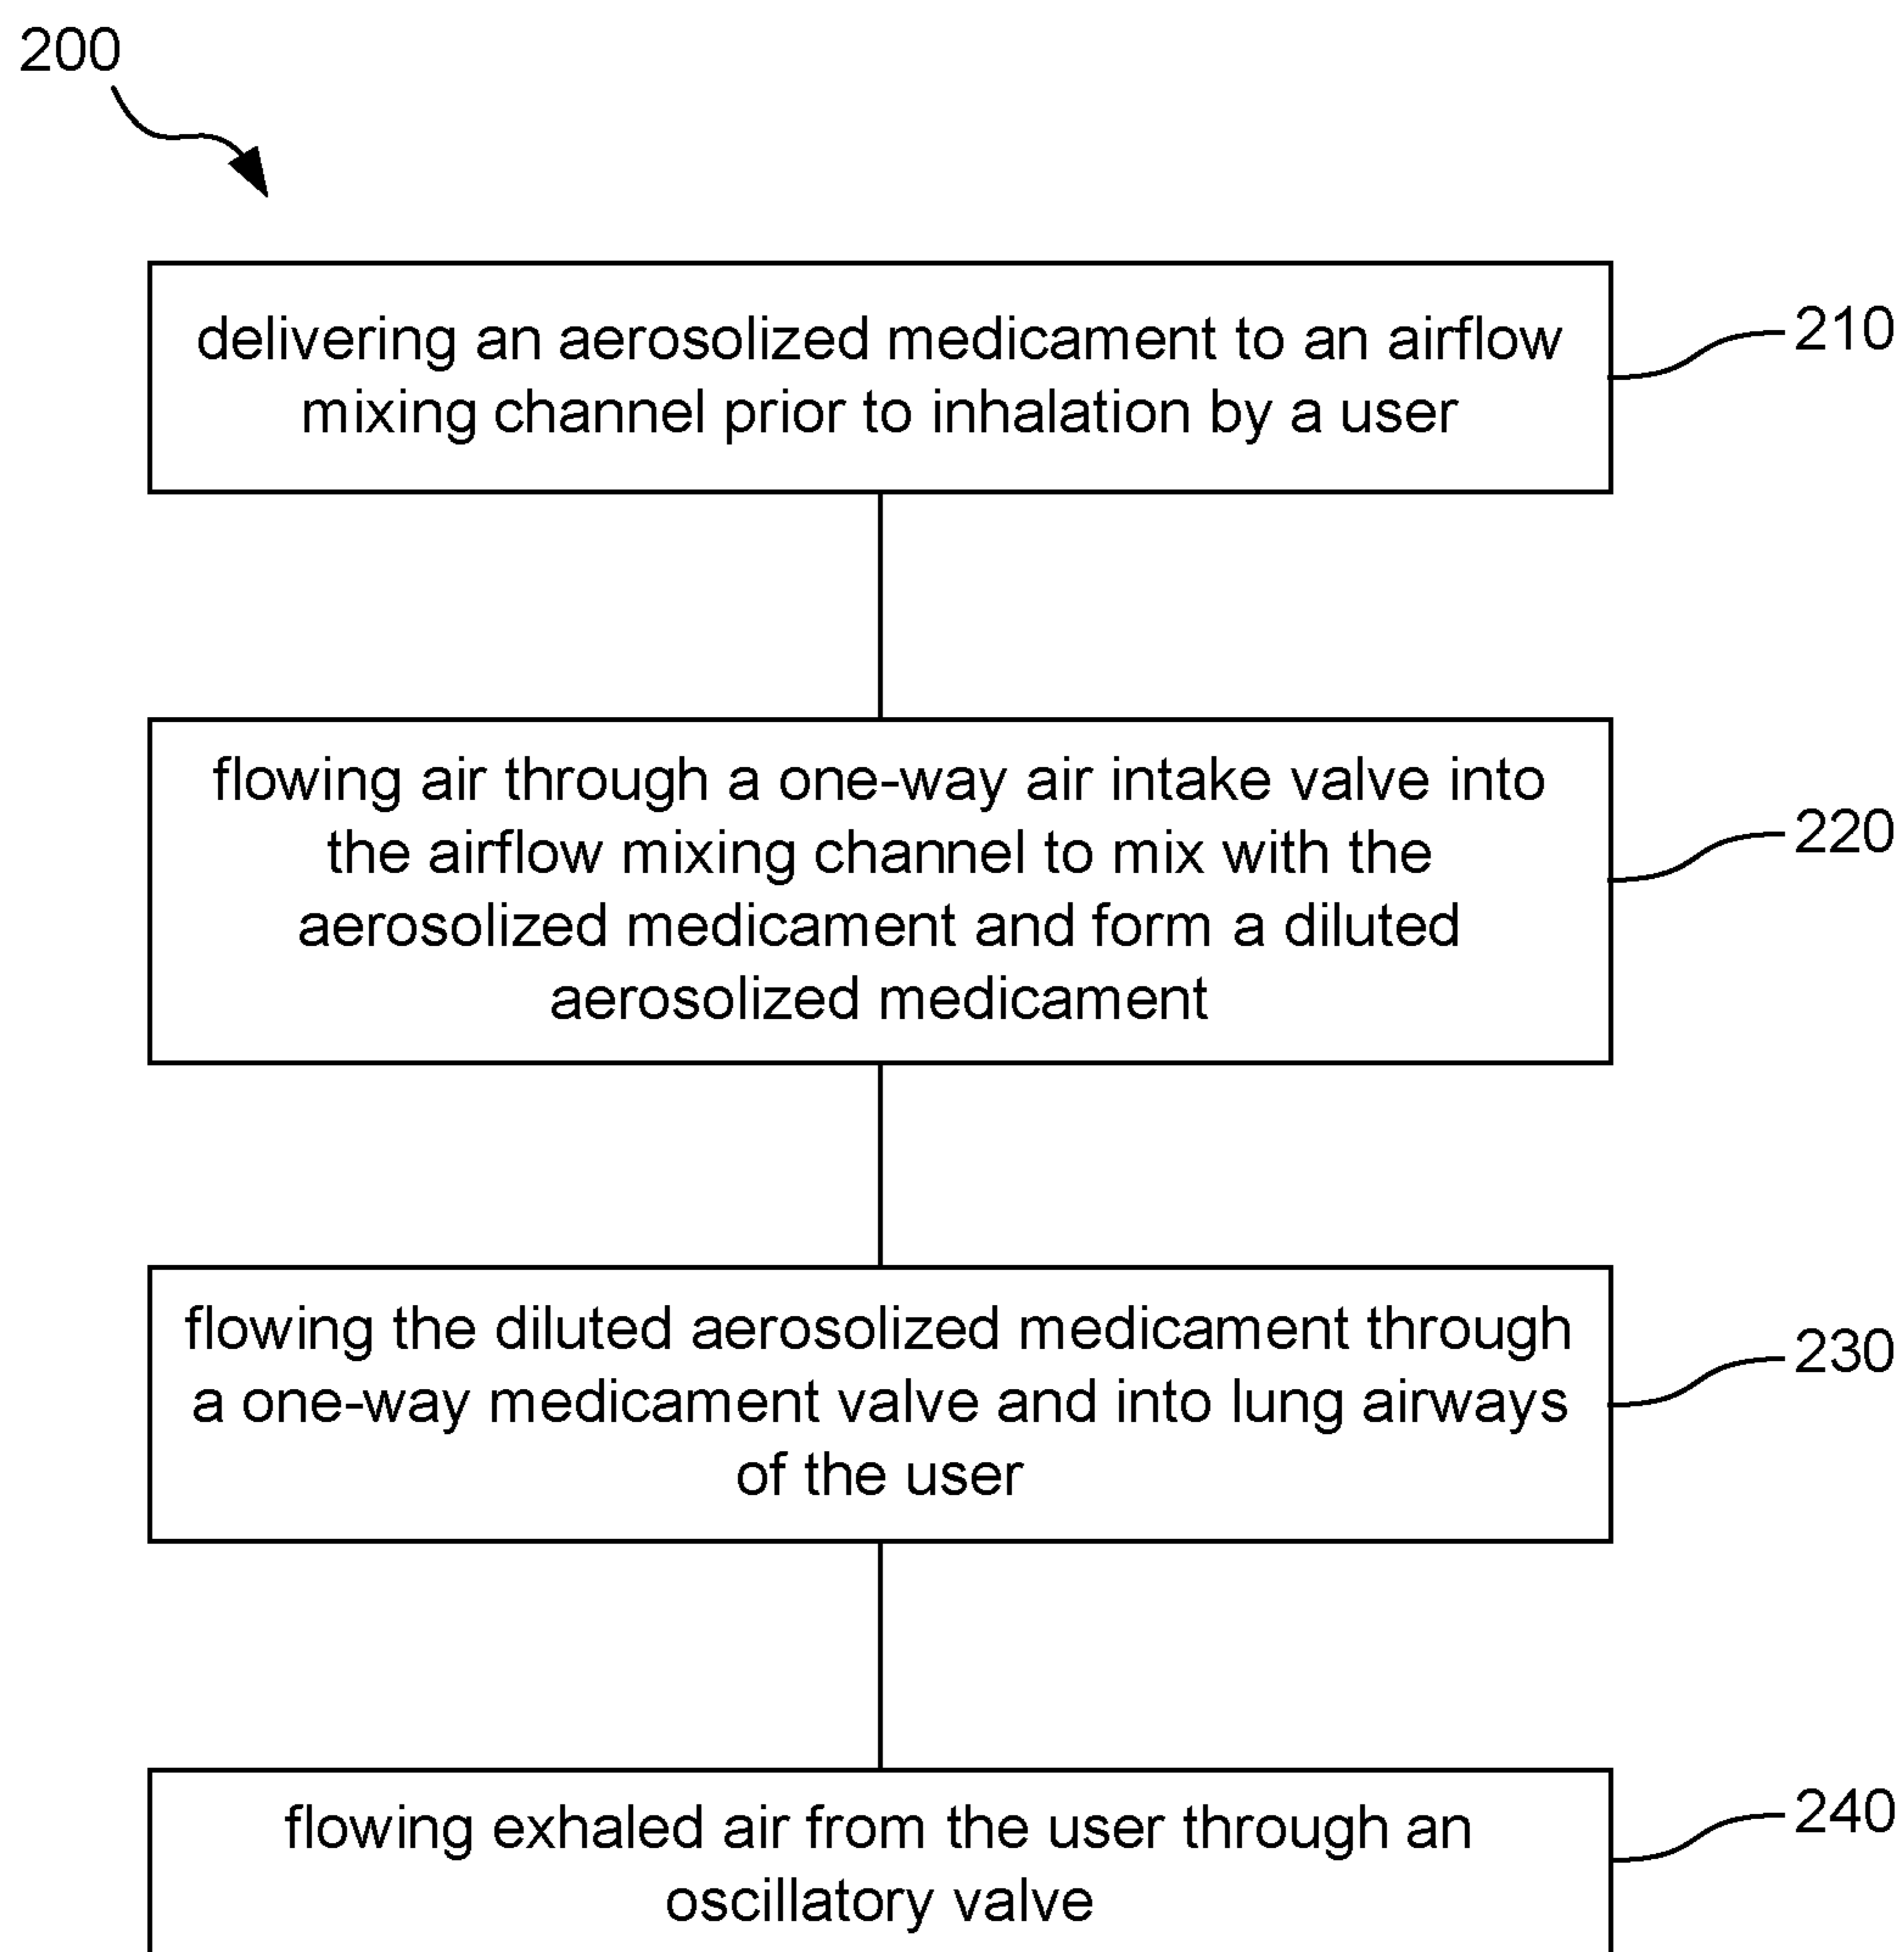 200
delivering an aerosolized medicament to an airflow
mixing channel prior to inhalation by a user
210
flowing air through a one-way air intake valve into
the airflow mixing channel to mix with the
aerosolized medicament and form a diluted
aerosolized medicament
220
flowing the diluted aerosolized medicament through
a one-way medicament valve and into lung airways
of the user
230
flowing exhaled air from the user through an
oscillatory valve
240